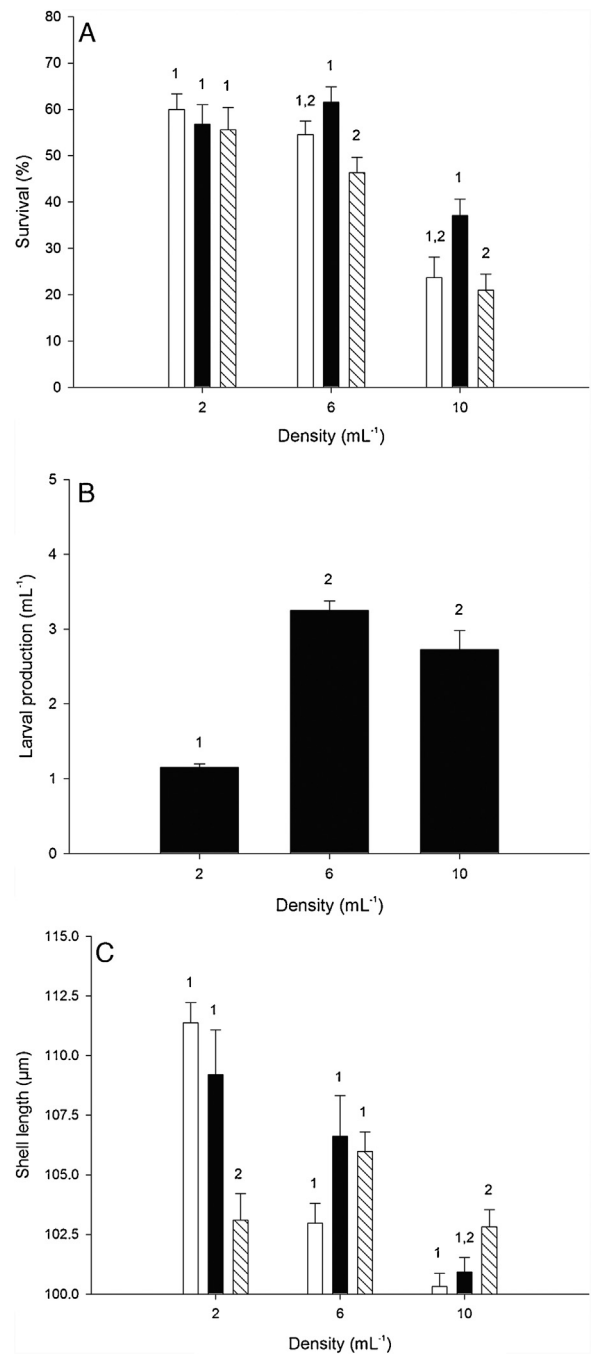 A
80
70
60
50
40
30
20
10
0
Survival (%)
1 1 1
1,2 1 2
1,2 1 2
2 6 10
Density (mL⁻¹)
B
5
4
3
2
1
0
Larval production (mL⁻¹)
1 2 2
2 6 10
Density (mL⁻¹)
C
115.0
112.5
110.0
107.5
105.0
102.5
100.0
Shell length (µm)
1 1 2
1 1 1
1 1,2 2
2 6 10
Density (mL⁻¹)